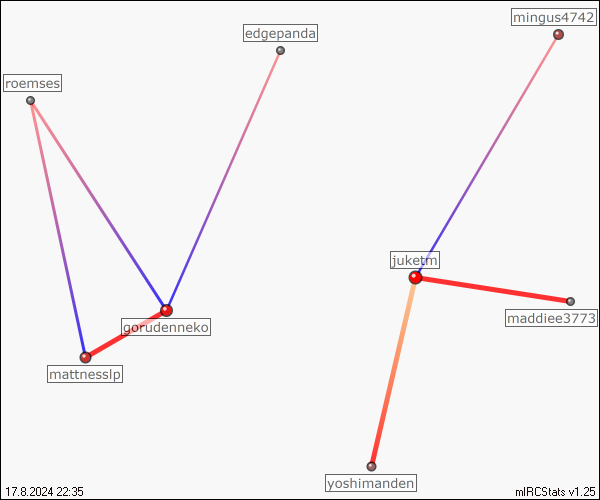 mingus4742
edgepanda
roemses
juketm
maddiee3773
gorudenneko
mattnesslp
yoshimanden
17.8.2024 22:35
mIRCStats v1.25